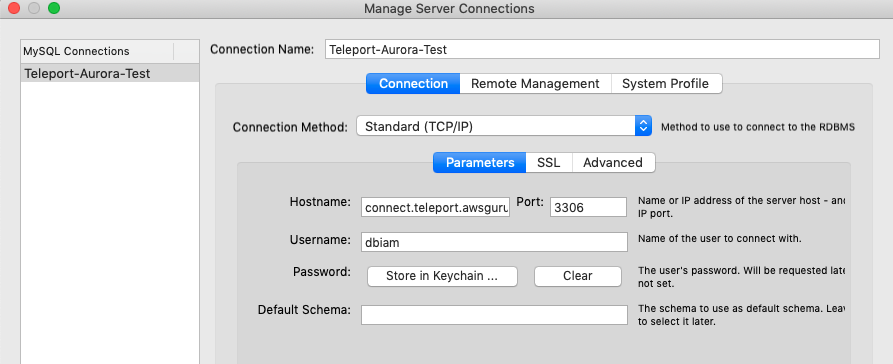 Manage Server Connections
MySQL Connections
Teleport-Aurora-Test
Connection Name: Teleport-Aurora-Test
Connection Remote Management System Profile
Connection Method: Standard (TCP/IP) Method to use to connect to the RDBMS
Parameters SSL Advanced
Hostname: connect.teleport.awsguru Port: 3306 Name or IP address of the server host - and
IP port.
Username: dbiam Name of the user to connect with.
Password: Store in Keychain ... Clear The user's password. Will be requested late
not set.
Default Schema: The schema to use as default schema. Leav
to select it later.